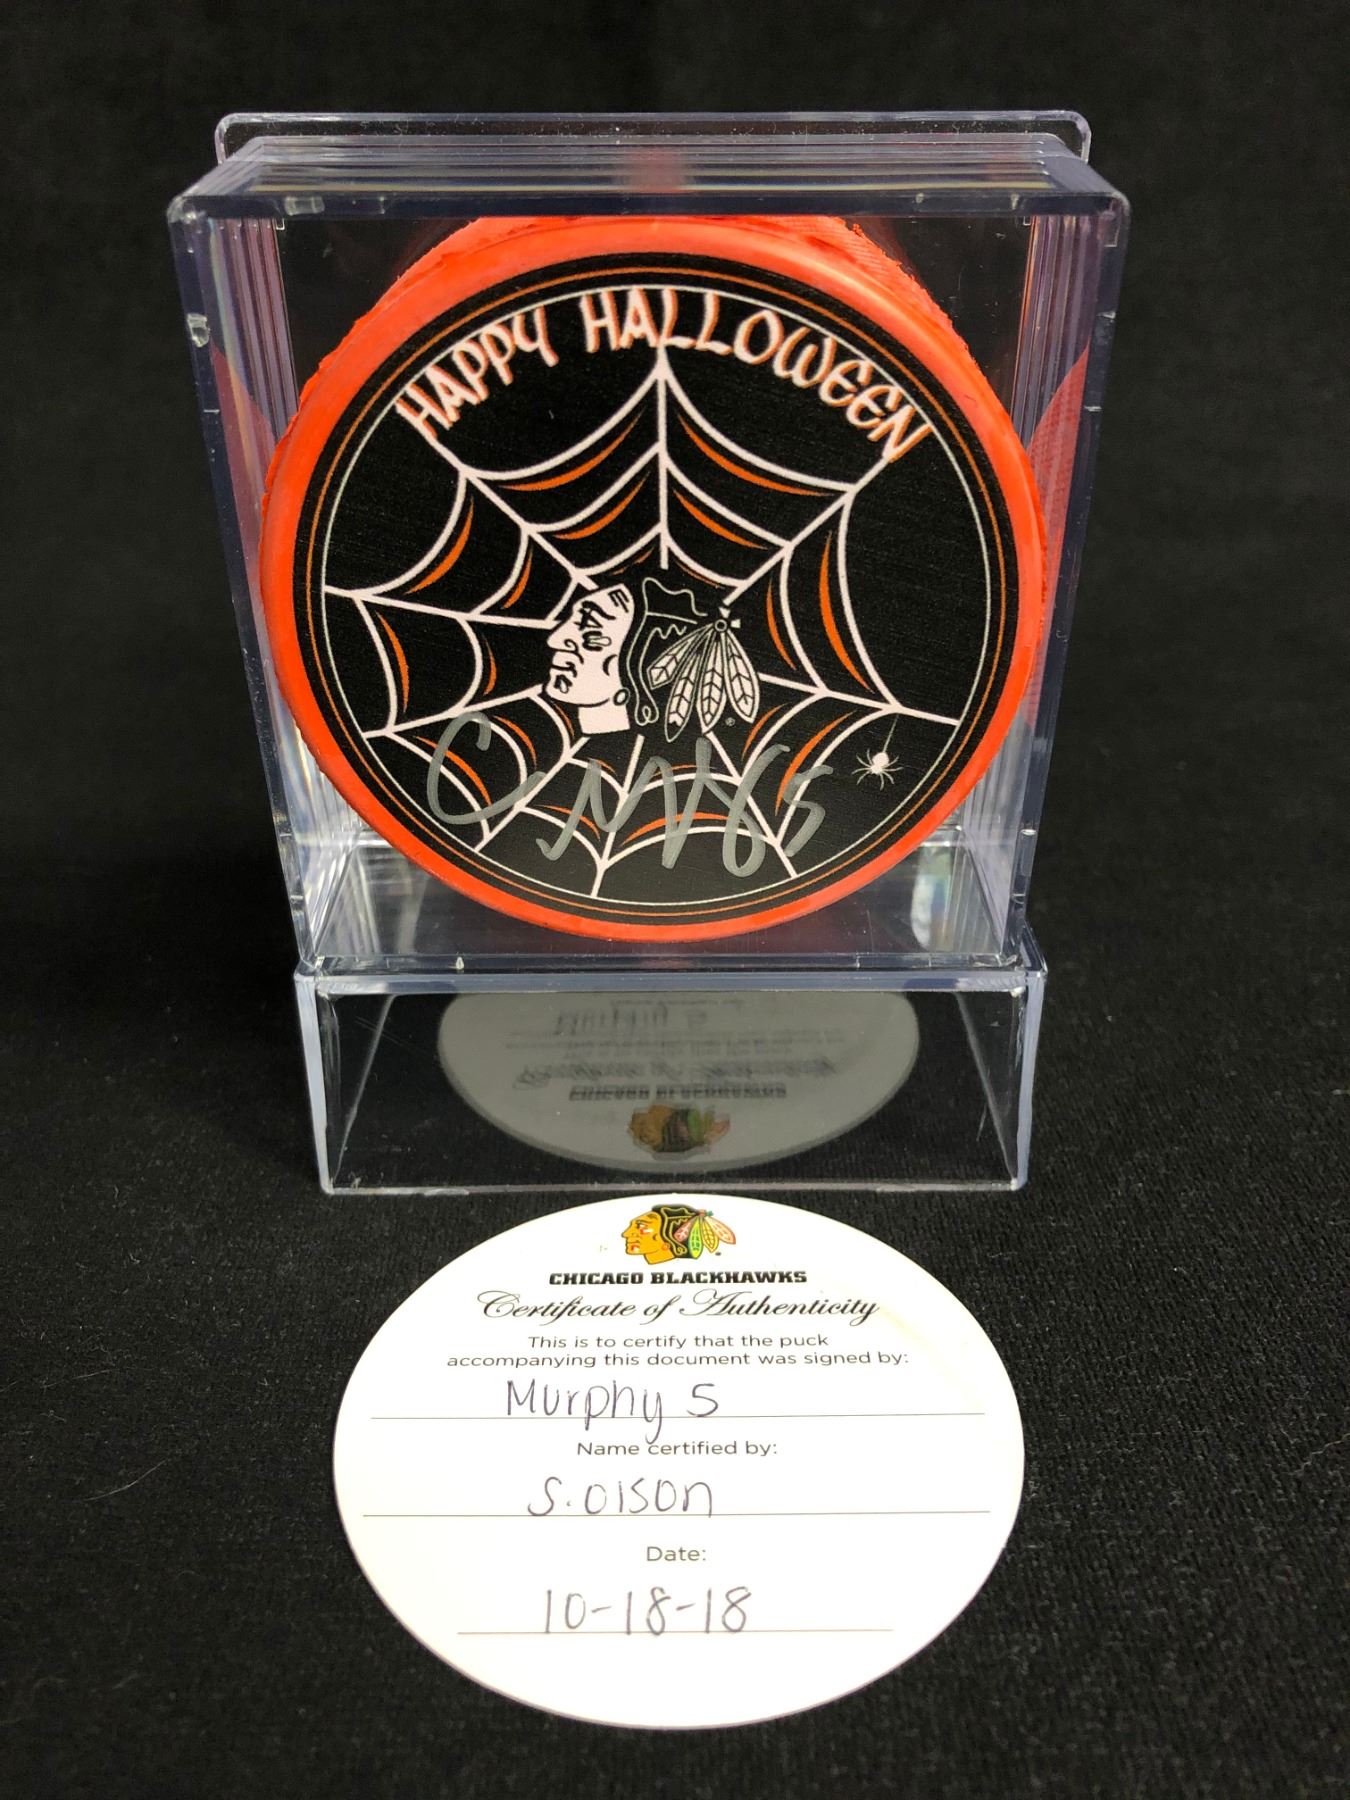 HAPPY HALLOWEEN
CHICAGO BLACKHAWKS
Certificate of Authenticity
This is to certify that the puck
accompanying this document was signed by:
Murphy 5
Name certified by:
S. Olson
Date:
10-18-18